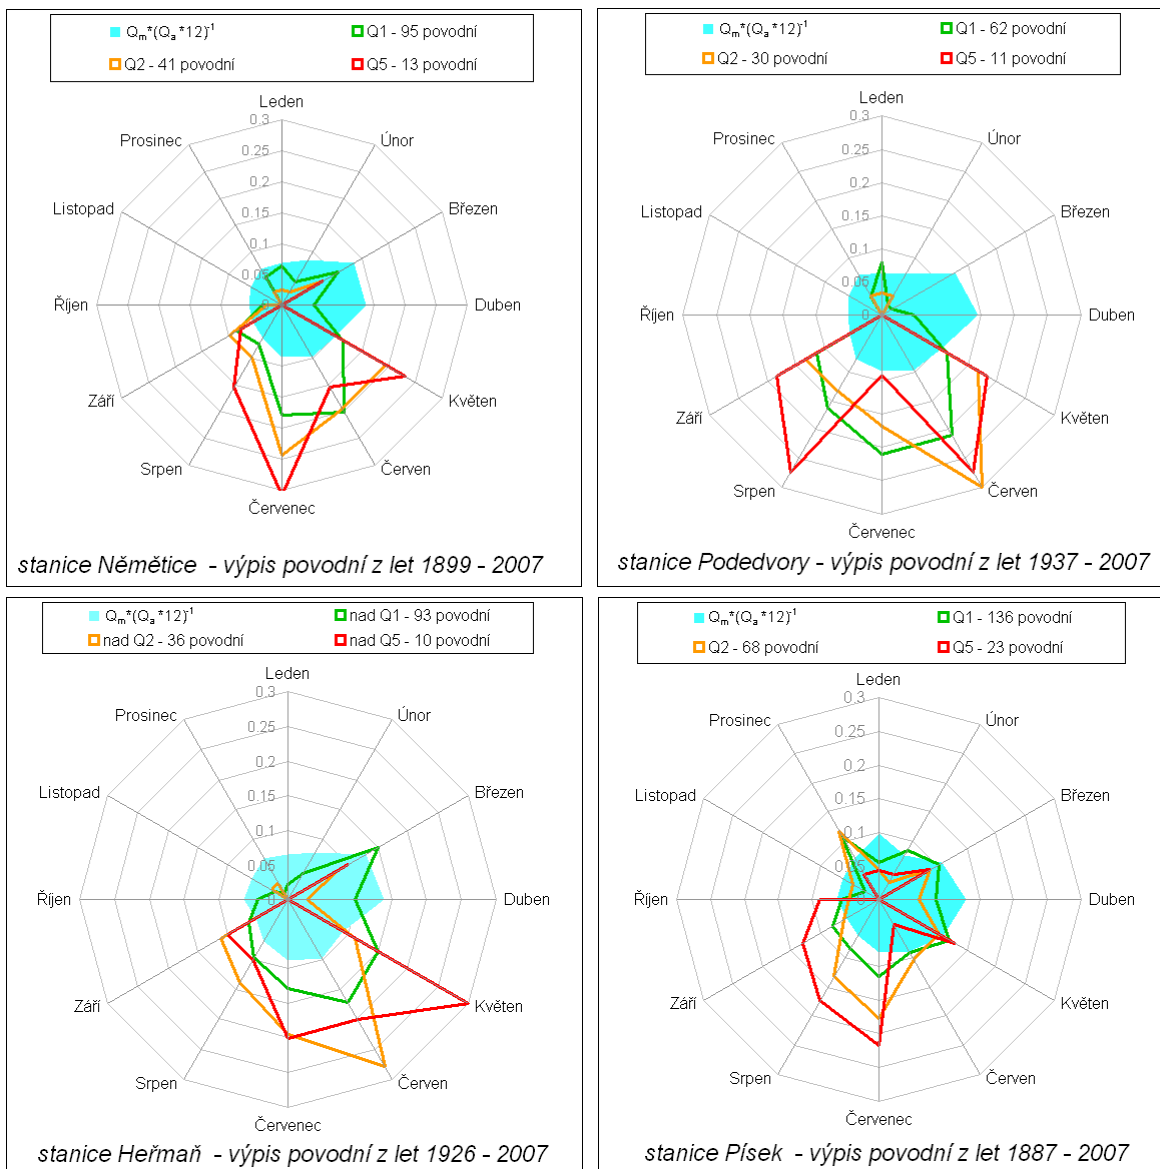 Qm*(Qa*12)-1
Q1 - 95 povodní
Q2 - 41 povodní
Q5 - 13 povodní
Leden
Únor
Březen
Duben
Květen
Červen
Červenec
Srpen
Září
Říjen
Listopad
Prosinec
0.3
0.25
0.2
0.15
0.1
0.05
0
stanice Němětice - výpis povodní z let 1899 - 2007
Qm*(Qa*12)-1
Q1 - 62 povodní
Q2 - 30 povodní
Q5 - 11 povodní
Leden
Únor
Březen
Duben
Květen
Červen
Červenec
Srpen
Září
Říjen
Listopad
Prosinec
0.3
0.25
0.2
0.15
0.1
0.05
0
stanice Podedvory - výpis povodní z let 1937 - 2007
Qm*(Qa*12)-1
nad Q1 - 93 povodní
nad Q2 - 36 povodní
nad Q5 - 10 povodní
Leden
Únor
Březen
Duben
Květen
Červen
Červenec
Srpen
Září
Říjen
Listopad
Prosinec
0.3
0.25
0.2
0.15
0.1
0.05
0
stanice Heřmaň - výpis povodní z let 1926 - 2007
Qm*(Qa*12)-1
Q1 - 136 povodní
Q2 - 68 povodní
Q5 - 23 povodní
Leden
Únor
Březen
Duben
Květen
Červen
Červenec
Srpen
Září
Říjen
Listopad
Prosinec
0.3
0.25
0.2
0.15
0.1
0.05
0
stanice Písek - výpis povodní z let 1887 - 2007